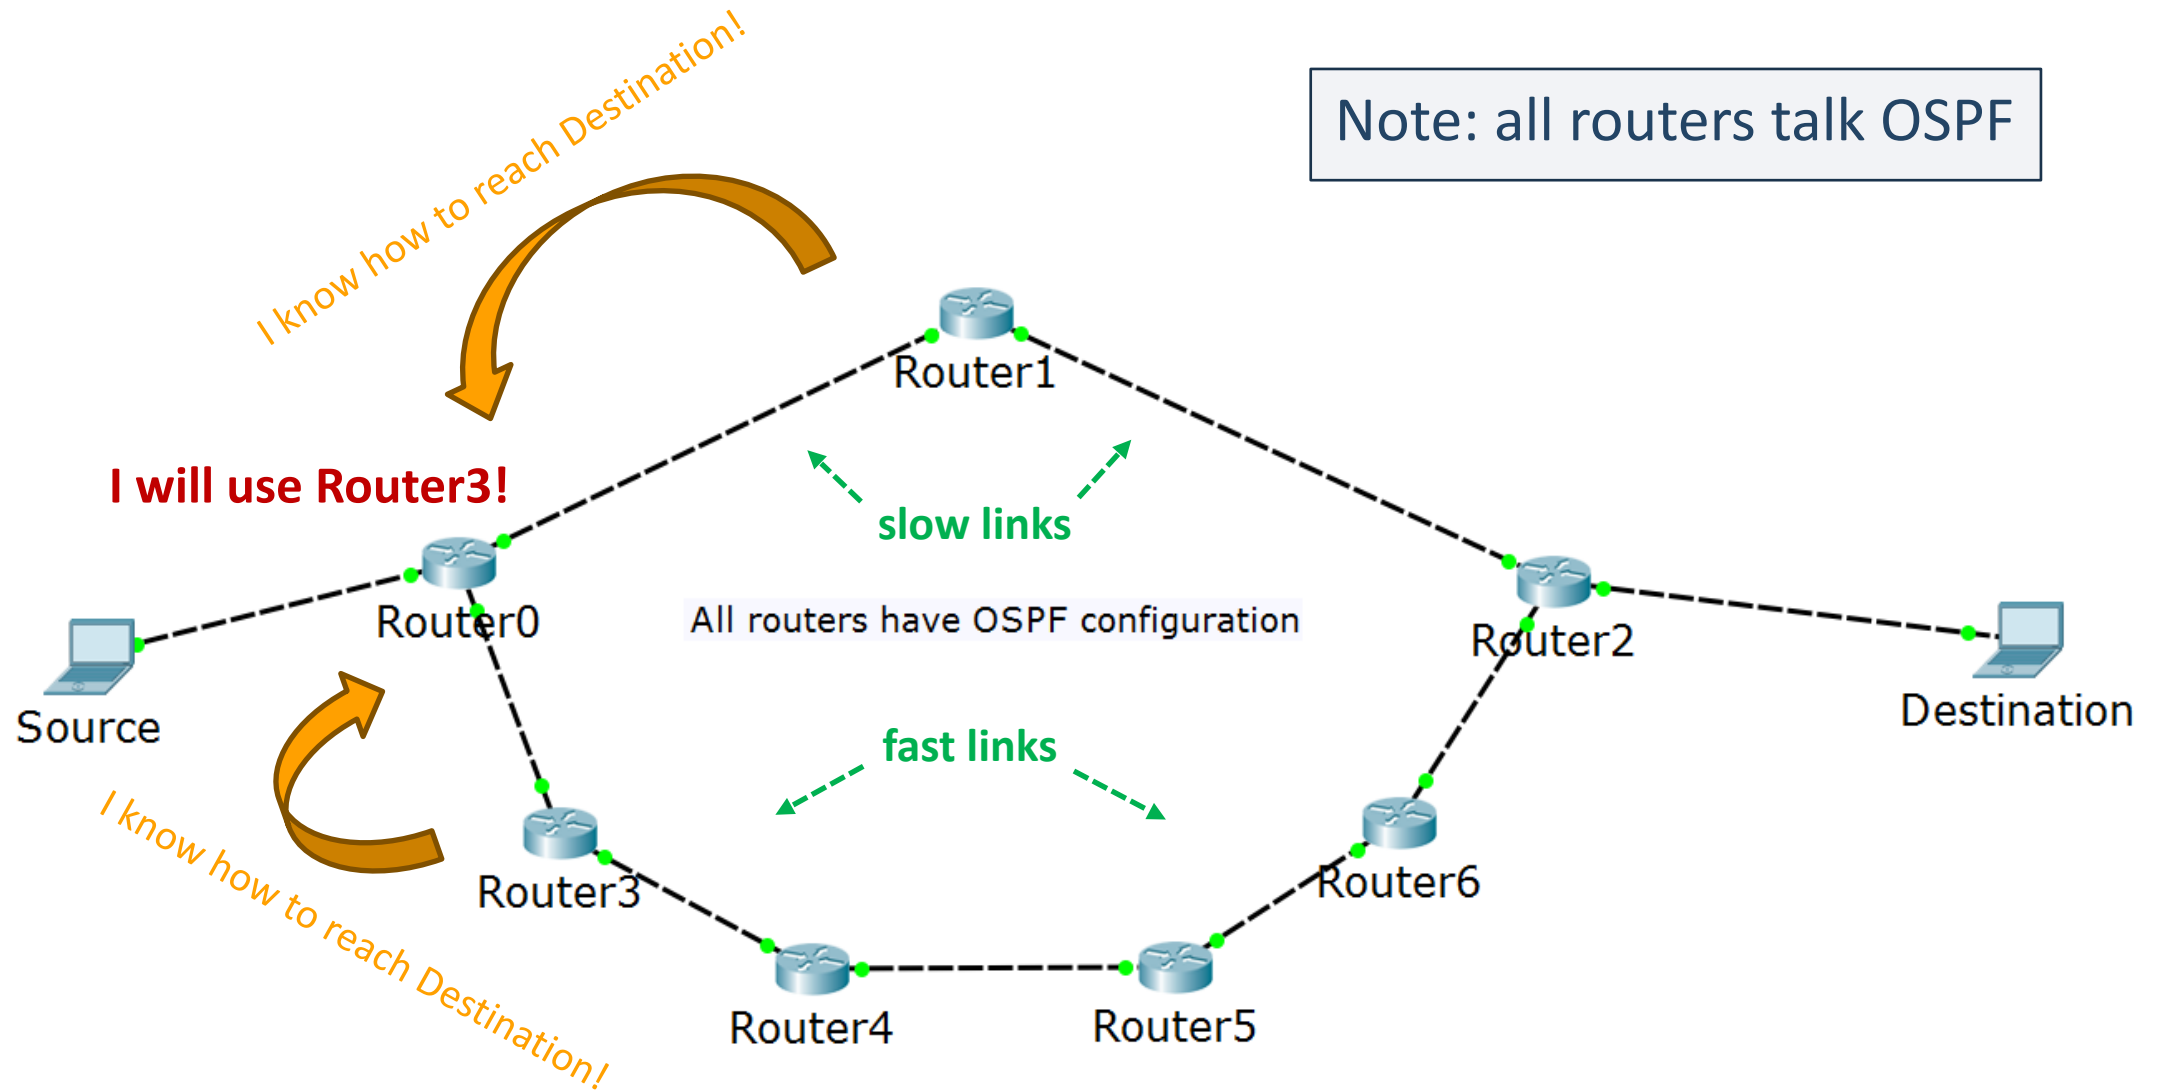 I know how to reach Destination!
Note: all routers talk OSPF
Router1
I will use Router3!
slow links
Router0
All routers have OSPF configuration
Router2
Source
Destination
fast links
I know how to reach Destination!
Router3
Router6
Router4
Router5